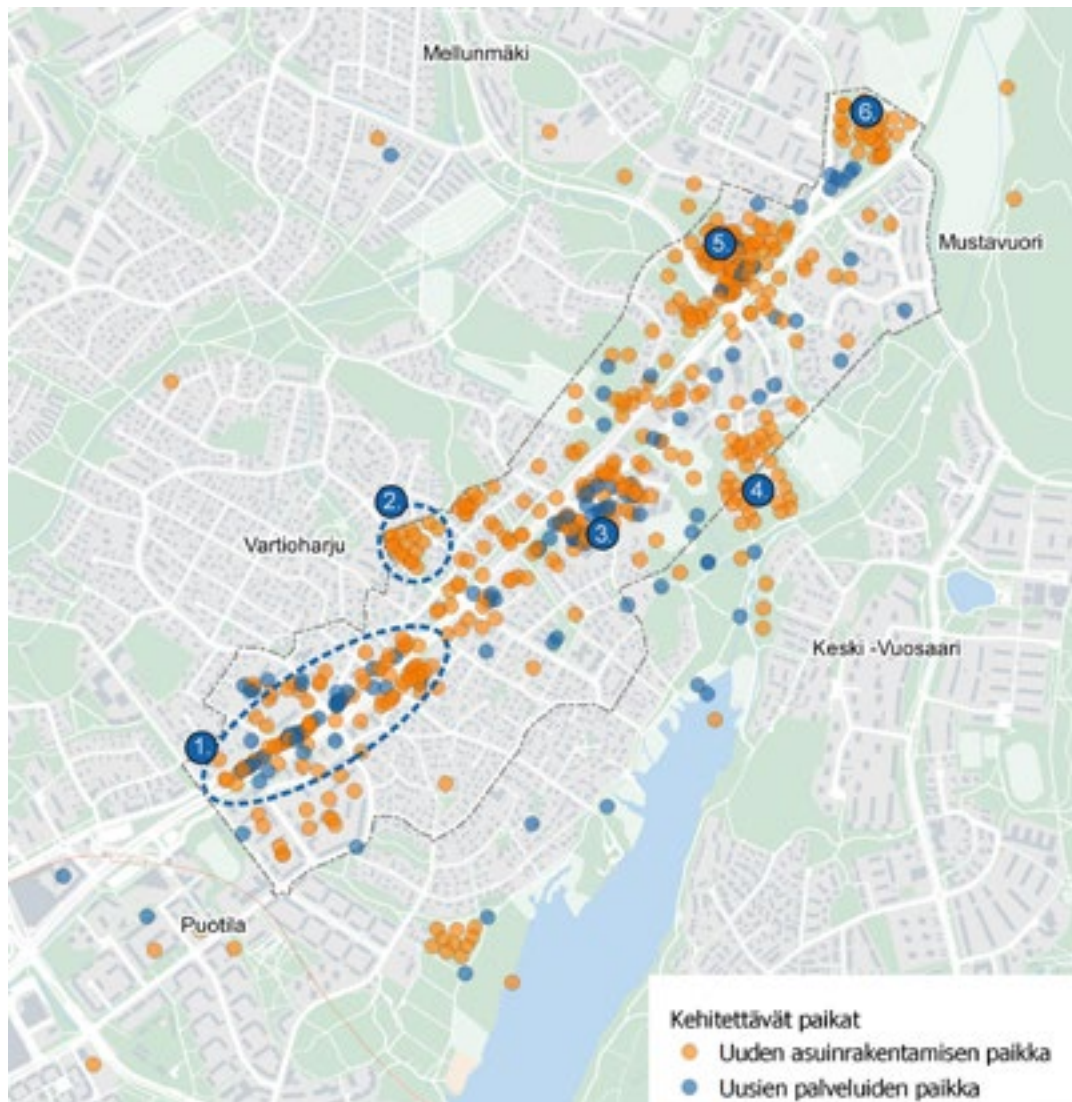 Mellunmäki
6.
Mustavuori
5.
2.
4.
Vartioharju
3.
Keski -Vuosaari
1.
Puotila
Kehitettävät paikat
Uuden asuinrakentamisen paikka
Uusien palveluiden paikka